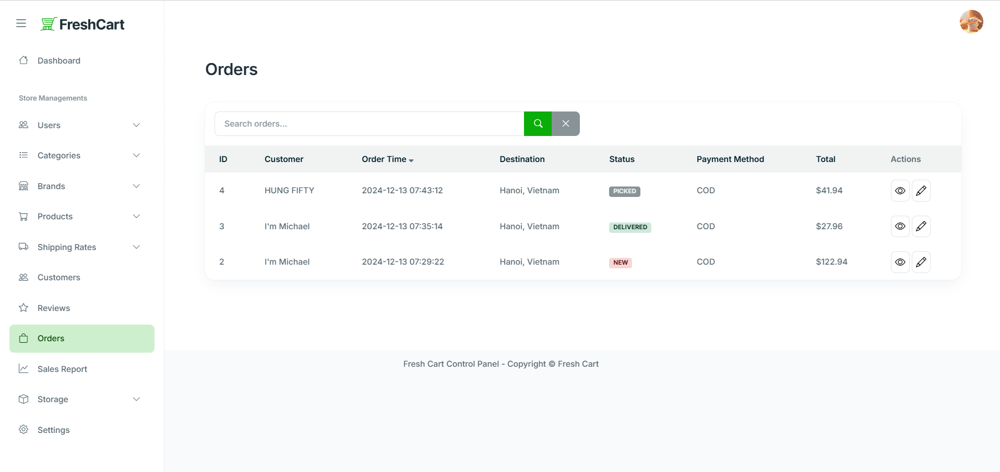 FreshCart
Dashboard
Store Managements
Users
Categories
Brands
Products
Shipping Rates
Customers
Reviews
Orders
Sales Report
Storage
Settings
Orders
Search orders...
ID Customer Order Time Destination Status Payment Method Total Actions
4 HUNG FIFTY 2024-12-13 07:43:12 Hanoi, Vietnam PICKED COD $41.94
3 I'm Michael 2024-12-13 07:35:14 Hanoi, Vietnam DELIVERED COD $27.96
2 I'm Michael 2024-12-13 07:29:22 Hanoi, Vietnam NEW COD $122.94
Fresh Cart Control Panel - Copyright © Fresh Cart